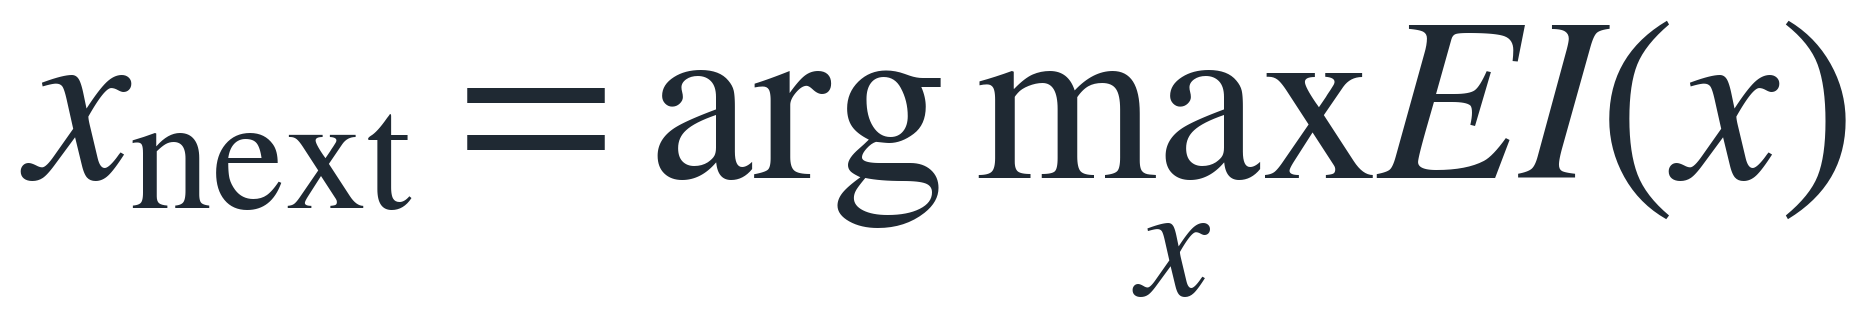 x_next = arg max_x EI(x)